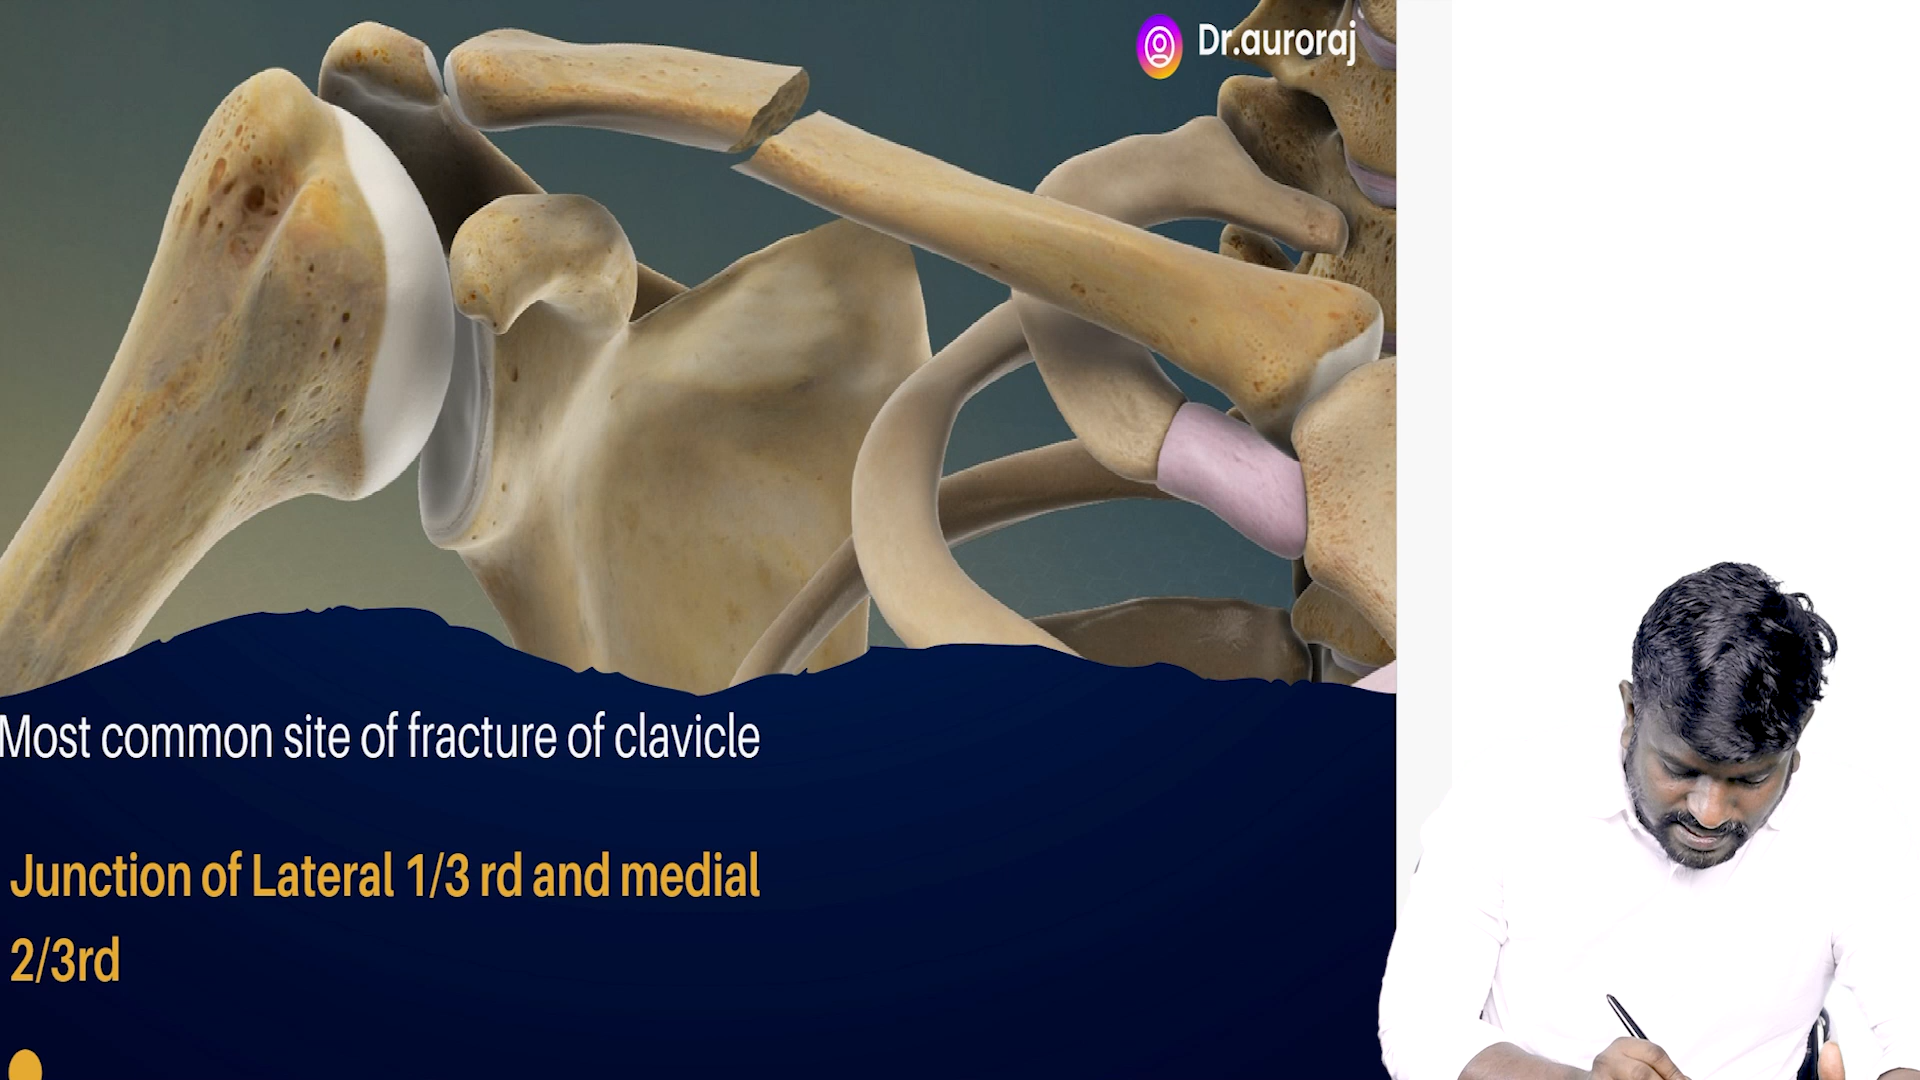 Dr.auroraj
Most common site of fracture of clavicle
Junction of Lateral 1/3 rd and medial
2/3rd